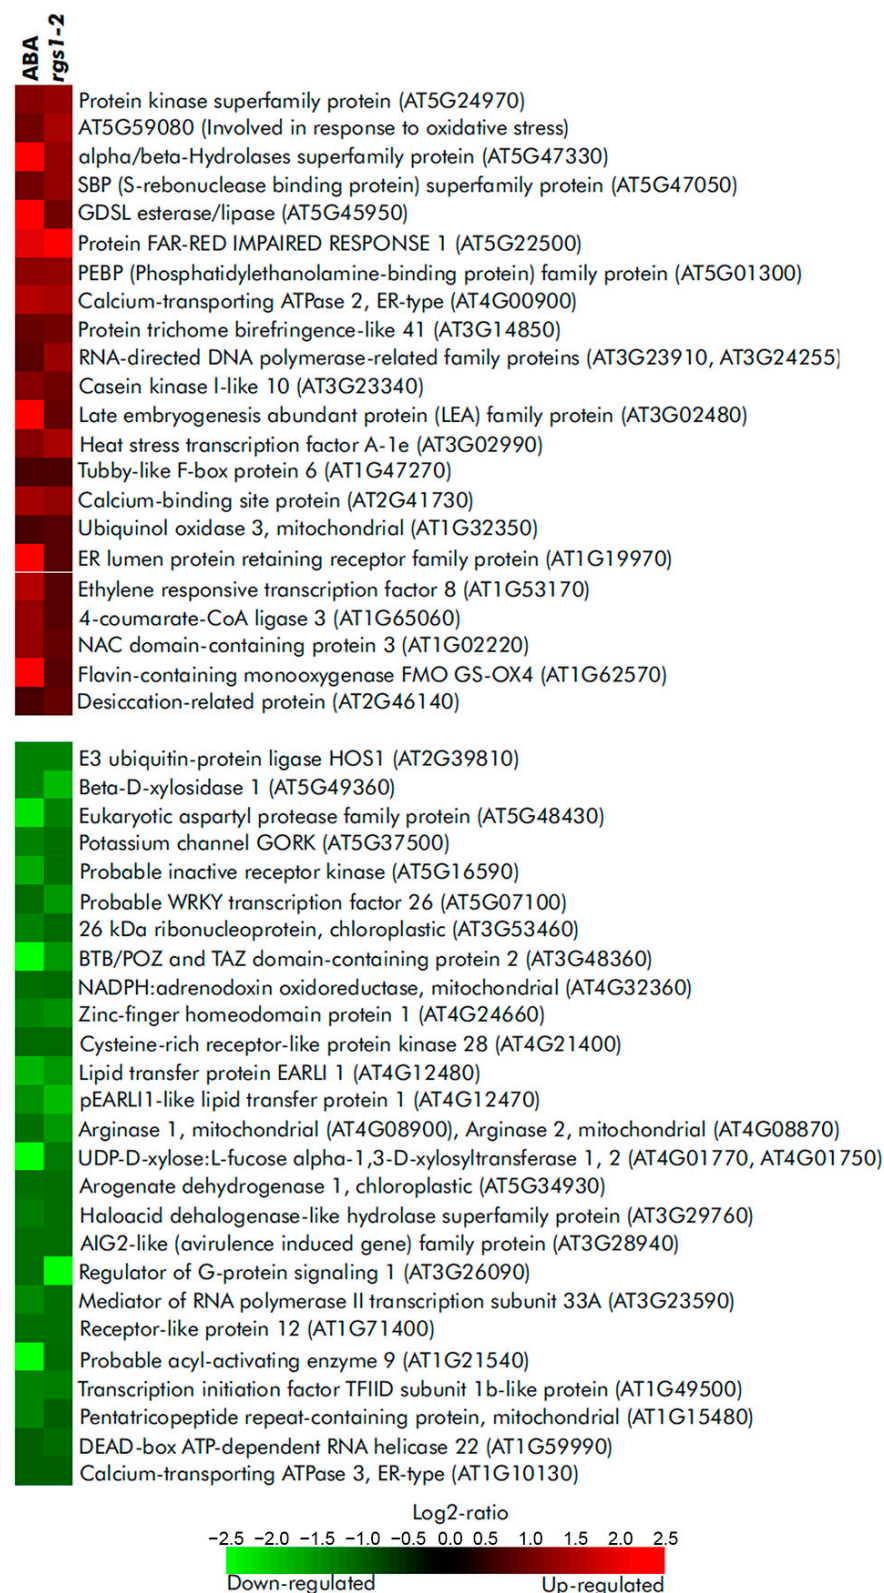 ABA rgs1-2
Protein kinase superfamily protein (AT5G24970)
AT5G59080 (Involved in response to oxidative stress)
alpha/beta-Hydrolases superfamily protein (AT5G47330)
SBP (S-rebonuclease binding protein) superfamily protein (AT5G47050)
GDSL esterase/lipase (AT5G45950)
Protein FAR-RED IMPAIRED RESPONSE 1 (AT5G22500)
PEBP (Phosphatidylethanolamine-binding protein) family protein (AT5G01300)
Calcium-transporting ATPase 2, ER-type (AT4G00900)
Protein trichome birefringence-like 41 (AT3G14850)
RNA-directed DNA polymerase-related family proteins (AT3G23910, AT3G24255)
Casein kinase I-like 10 (AT3G23340)
Late embryogenesis abundant protein (LEA) family protein (AT3G02480)
Heat stress transcription factor A-1e (AT3G02990)
Tubby-like F-box protein 6 (AT1G47270)
Calcium-binding site protein (AT2G41730)
Ubiquinol oxidase 3, mitochondrial (AT1G32350)
ER lumen protein retaining receptor family protein (AT1G19970)
Ethylene responsive transcription factor 8 (AT1G53170)
4-coumarate-CoA ligase 3 (AT1G65060)
NAC domain-containing protein 3 (AT1G02220)
Flavin-containing monooxygenase FMO GS-OX4 (AT1G62570)
Desiccation-related protein (AT2G46140)
E3 ubiquitin-protein ligase HOS1 (AT2G39810)
Beta-D-xylosidase 1 (AT5G49360)
Eukaryotic aspartyl protease family protein (AT5G48430)
Potassium channel GORK (AT5G37500)
Probable inactive receptor kinase (AT5G16590)
Probable WRKY transcription factor 26 (AT5G07100)
26 kDa ribonucleoprotein, chloroplastic (AT3G53460)
BTB/POZ and TAZ domain-containing protein 2 (AT3G48360)
NADPH:adrenodoxin oxidoreductase, mitochondrial (AT4G32360)
Zinc-finger homeodomain protein 1 (AT4G24660)
Cysteine-rich receptor-like protein kinase 28 (AT4G21400)
Lipid transfer protein EARLI 1 (AT4G12480)
pEARLI1-like lipid transfer protein 1 (AT4G12470)
Arginase 1, mitochondrial (AT4G08900), Arginase 2, mitochondrial (AT4G08870)
UDP-D-xylose:L-fucose alpha-1,3-D-xylosyltransferase 1, 2 (AT4G01770, AT4G01750)
Arogenate dehydrogenase 1, chloroplastic (AT5G34930)
Haloacid dehalogenase-like hydrolase superfamily protein (AT3G29760)
AIG2-like (avirulence induced gene) family protein (AT3G28940)
Regulator of G-protein signaling 1 (AT3G26090)
Mediator of RNA polymerase II transcription subunit 33A (AT3G23590)
Receptor-like protein 12 (AT1G71400)
Probable acyl-activating enzyme 9 (AT1G21540)
Transcription initiation factor TFIID subunit 1b-like protein (AT1G49500)
Pentatricopeptide repeat-containing protein, mitochondrial (AT1G15480)
DEAD-box ATP-dependent RNA helicase 22 (AT1G59990)
Calcium-transporting ATPase 3, ER-type (AT1G10130)
Log2-ratio
−2.5 −2.0 −1.5 −1.0 −0.5 0.0 0.5 1.0 1.5 2.0 2.5
Down-regulated Up-regulated